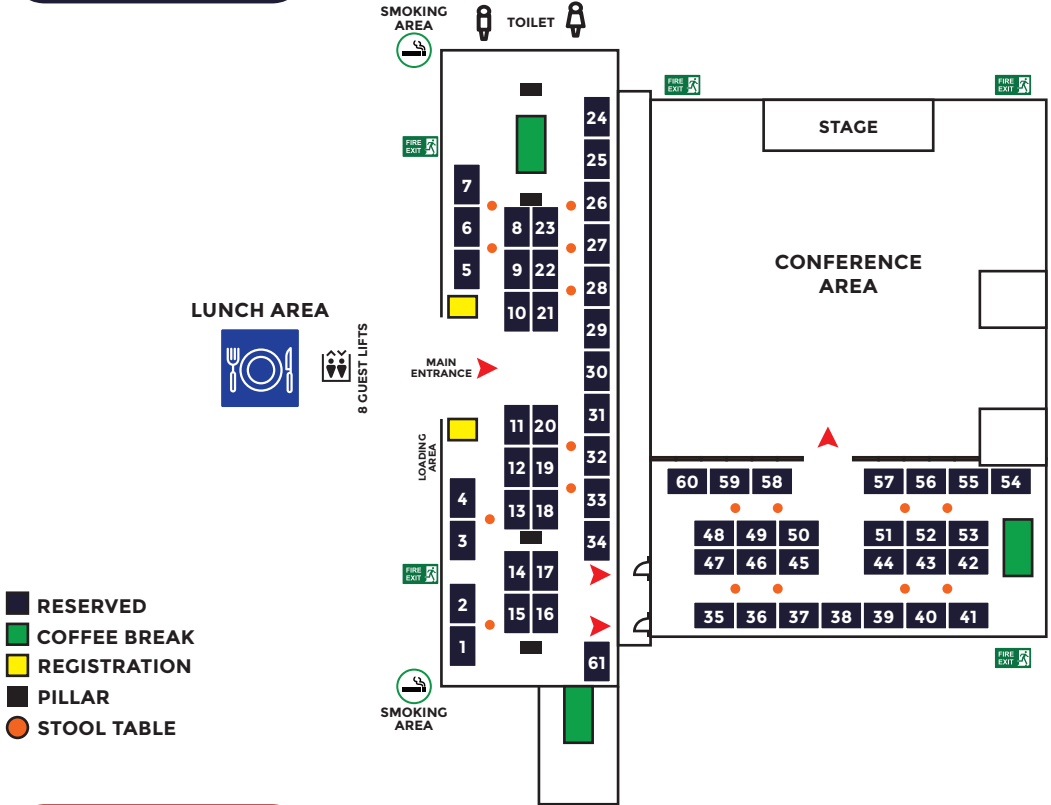 SMOKING
AREA
TOILET
FIRE
EXIT
FIRE
EXIT
FIRE
EXIT
STAGE
24
25
26
27
28
29
30
31
32
33
34
7
6
5
8 23
9 22
10 21
CONFERENCE
AREA
LUNCH AREA
8 GUEST LIFTS
MAIN
ENTRANCE
LOADING
AREA
11 20
12 19
13 18
4
3
14 17
15 16
FIRE
EXIT
2
1
61
60 59 58
57 56 55 54
48 49 50
51 52 53
47 46 45
44 43 42
35 36 37 38 39 40 41
FIRE
EXIT
SMOKING
AREA
RESERVED
COFFEE BREAK
REGISTRATION
PILLAR
STOOL TABLE